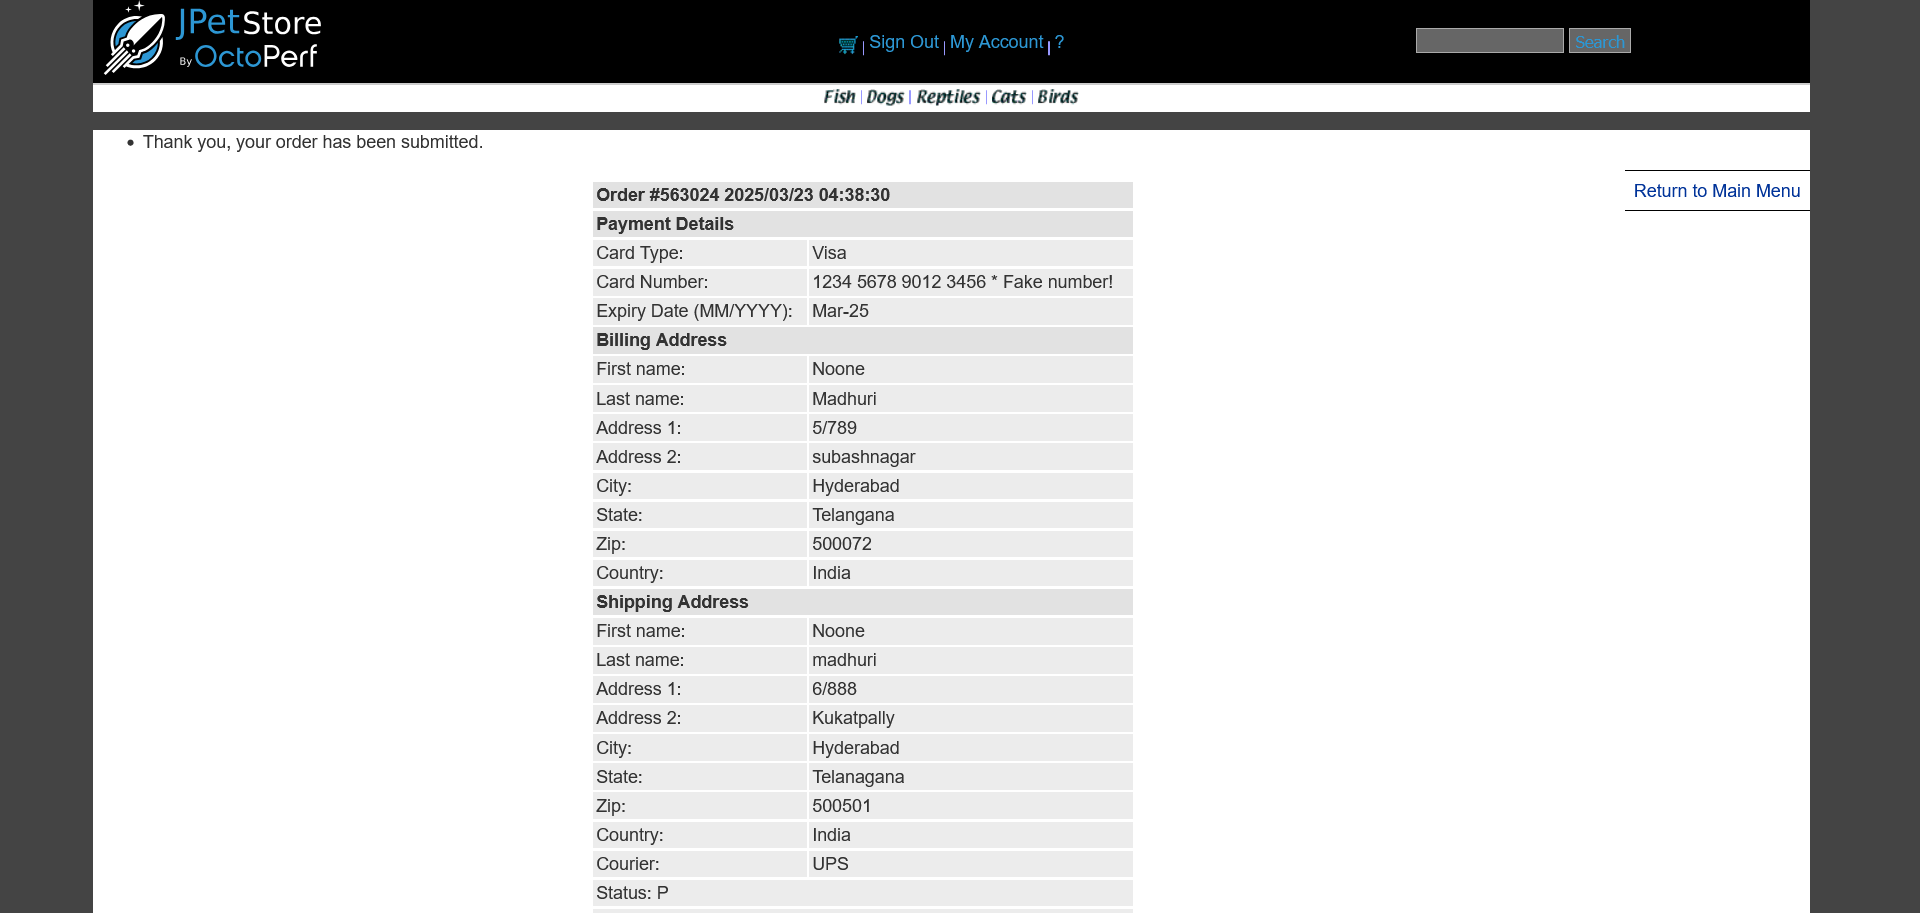 JPetStore
By OctoPerf
Sign Out | My Account | ?
Search
Fish | Dogs | Reptiles | Cats | Birds
• Thank you, your order has been submitted.
Return to Main Menu
Order #563024 2025/03/23 04:38:30
Payment Details
Card Type: Visa
Card Number: 1234 5678 9012 3456 * Fake number!
Expiry Date (MM/YYYY): Mar-25
Billing Address
First name: Noone
Last name: Madhuri
Address 1: 5/789
Address 2: subashnagar
City: Hyderabad
State: Telangana
Zip: 500072
Country: India
Shipping Address
First name: Noone
Last name: madhuri
Address 1: 6/888
Address 2: Kukatpally
City: Hyderabad
State: Telanagana
Zip: 500501
Country: India
Courier: UPS
Status: P